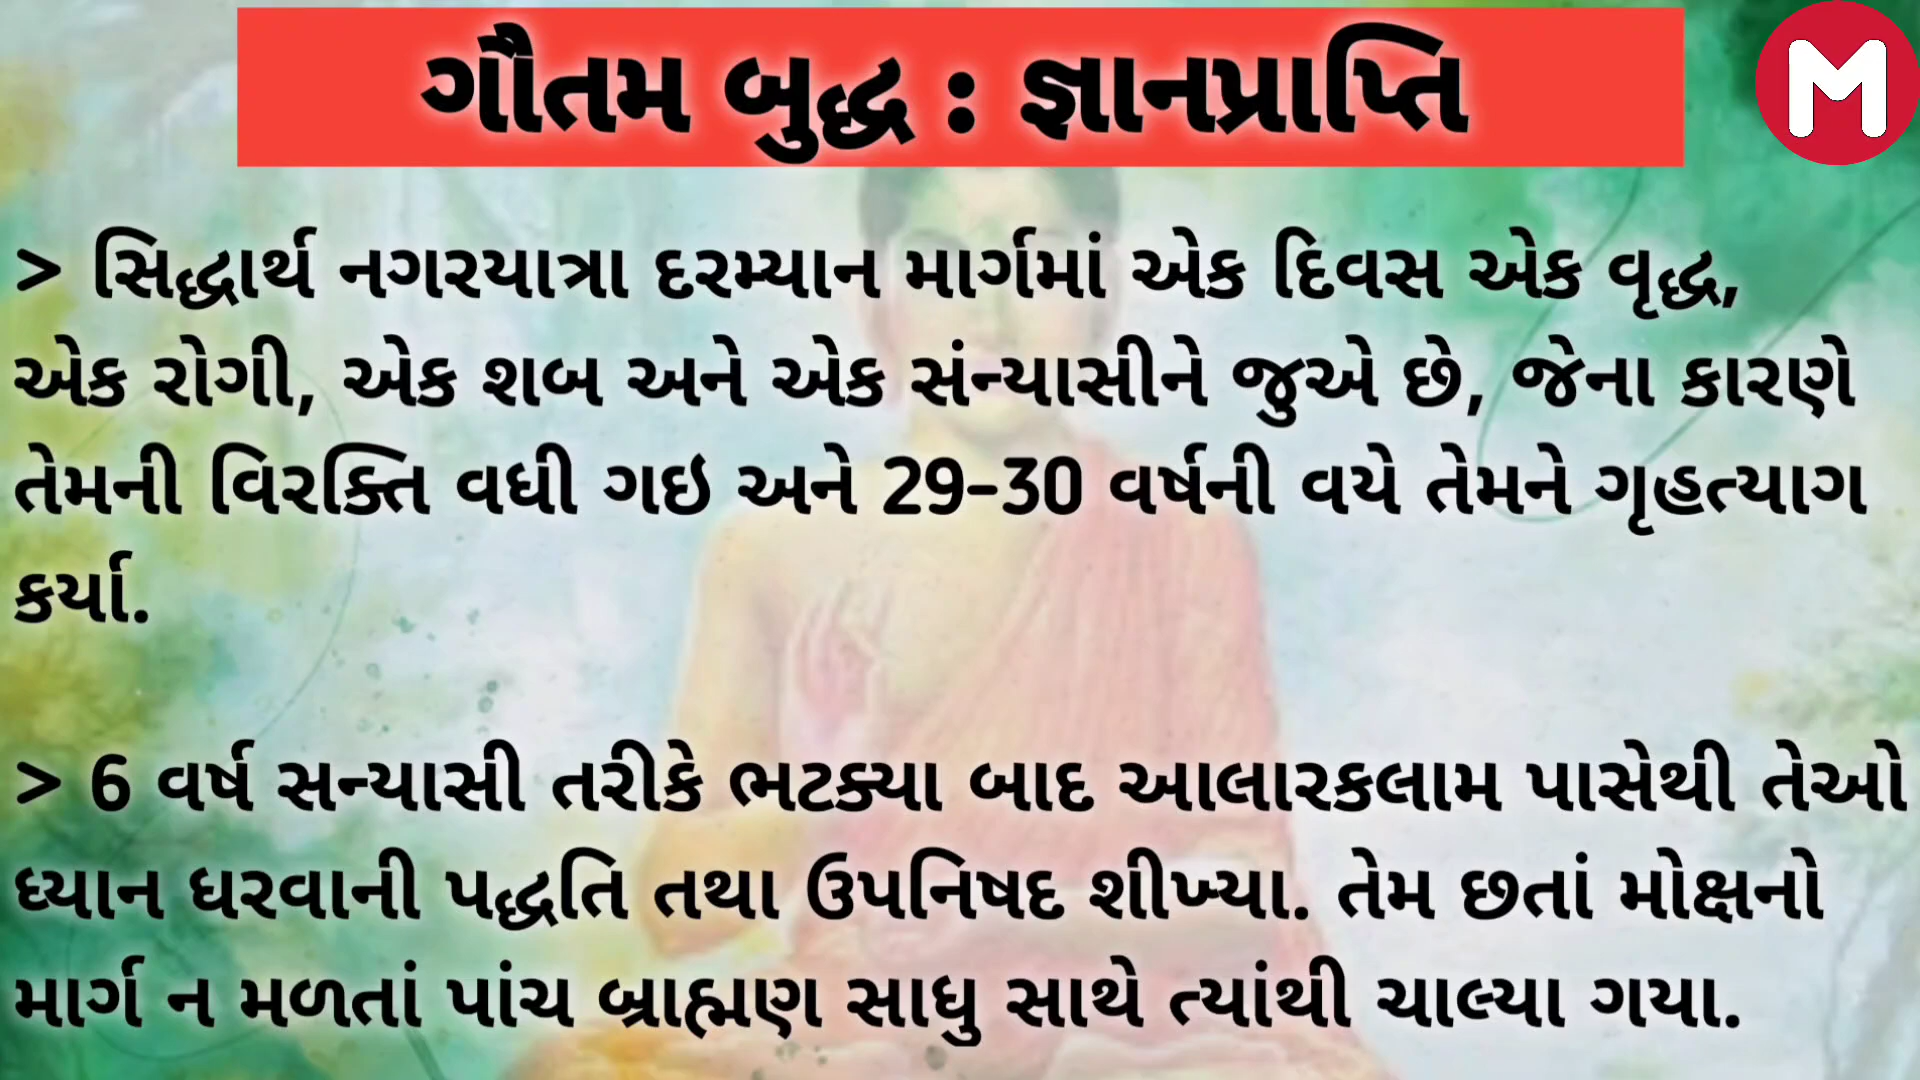 ગૌતમ બુદ્ધ : જ્ઞાનપ્રાપ્તિ
M
> સિદ્ધાર્થ નગરયાત્રા દરમ્યાન માર્ગમાં એક દિવસ એક વૃદ્ધ,
એક રોગી, એક શબ અને એક સંન્યાસીને જુએ છે, જેના કારણે
તેમની વિરક્તિ વધી ગઇ અને 29-30 વર્ષની વયે તેમને ગૃહત્યાગ
કર્યા.
> 6 વર્ષ સન્યાસી તરીકે ભટક્યા બાદ આલારકલામ પાસેથી તેઓ
ધ્યાન ધરવાની પદ્ધતિ તથા ઉપનિષદ શીખ્યા. તેમ છતાં મોક્ષનો
માર્ગ ન મળતાં પાંચ બ્રાહ્મણ સાધુ સાથે ત્યાંથી ચાલ્યા ગયા.